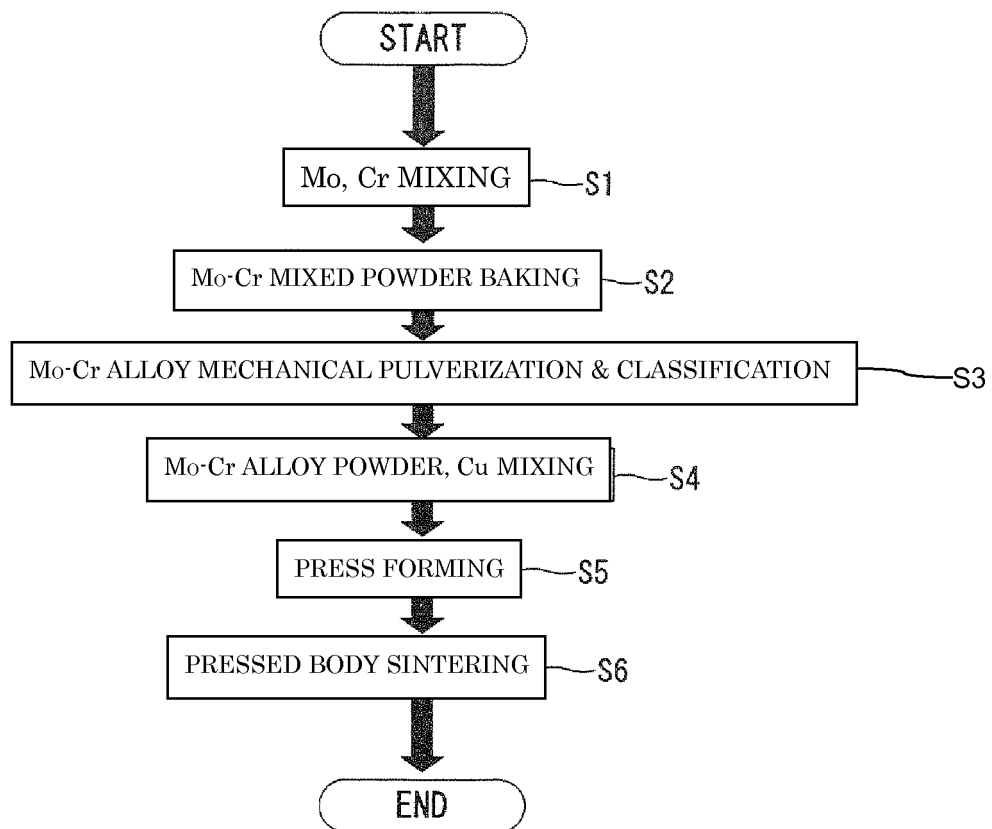 START
Mo, Cr MIXING
S1
Mo-Cr MIXED POWDER BAKING
S2
Mo-Cr ALLOY MECHANICAL PULVERIZATION & CLASSIFICATION
S3
Mo-Cr ALLOY POWDER, Cu MIXING
S4
PRESS FORMING
S5
PRESSED BODY SINTERING
S6
END